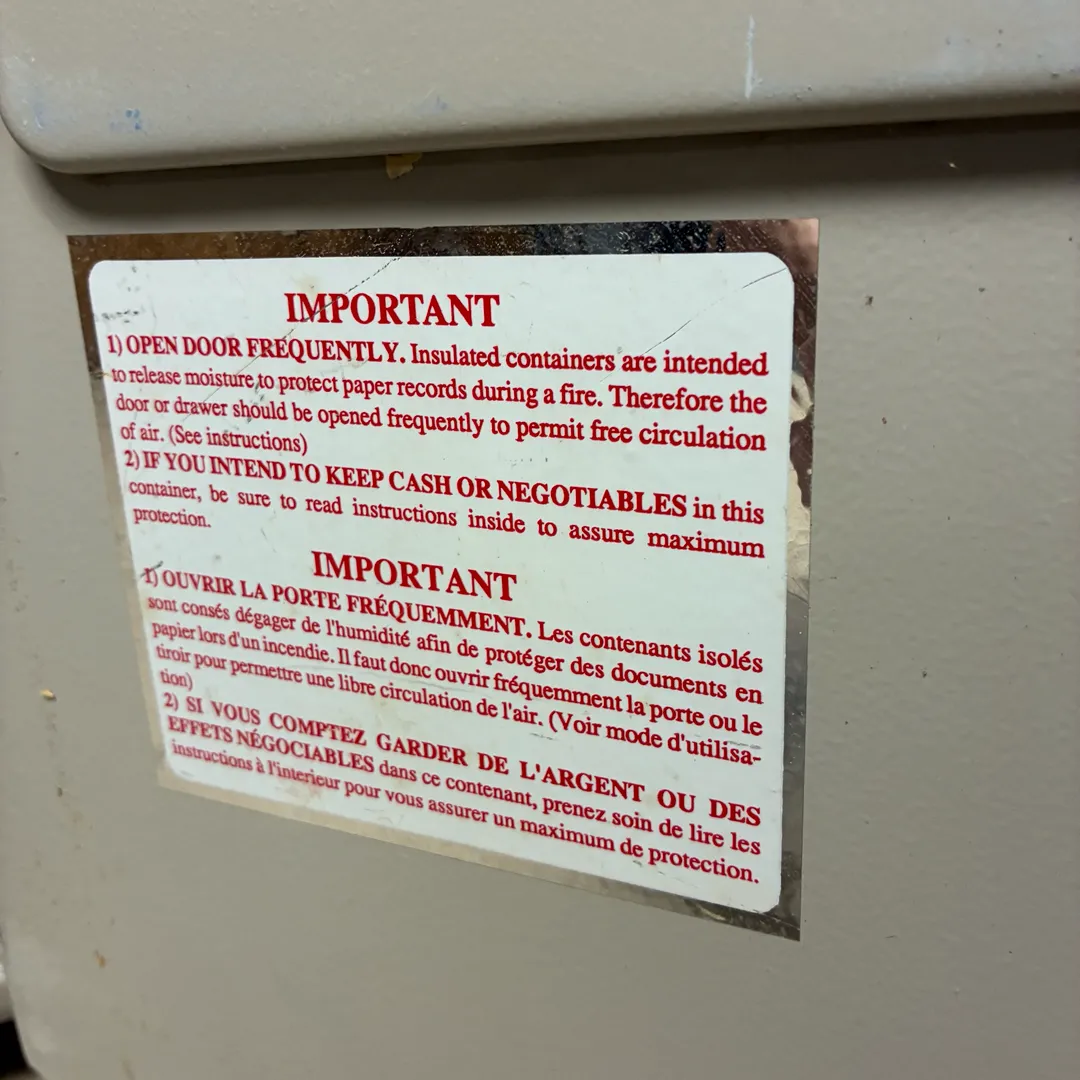 IMPORTANT
1) OPEN DOOR FREQUENTLY. Insulated containers are intended
to release moisture to protect paper records during a fire. Therefore the
door or drawer should be opened frequently to permit free circulation
of air. (See instructions)
2) IF YOU INTEND TO KEEP CASH OR NEGOTIABLES in this
container, be sure to read instructions inside to assure maximum
protection.
IMPORTANT
1) OUVRIR LA PORTE FRÉQUEMMENT. Les contenants isolés
sont consés dégager de l'humidité afin de protéger des documents en
papier lors d'un incendie. Il faut donc ouvrir fréquemment la porte ou le
tiroir pour permettre une libre circulation de l'air. (Voir mode d'utilisa-
tion)
2) SI VOUS COMPTEZ GARDER DE L'ARGENT OU DES
EFFETS NÉGOCIABLES dans ce contenant, prenez soin de lire les
instructions à l'interieur pour vous assurer un maximum de protection.